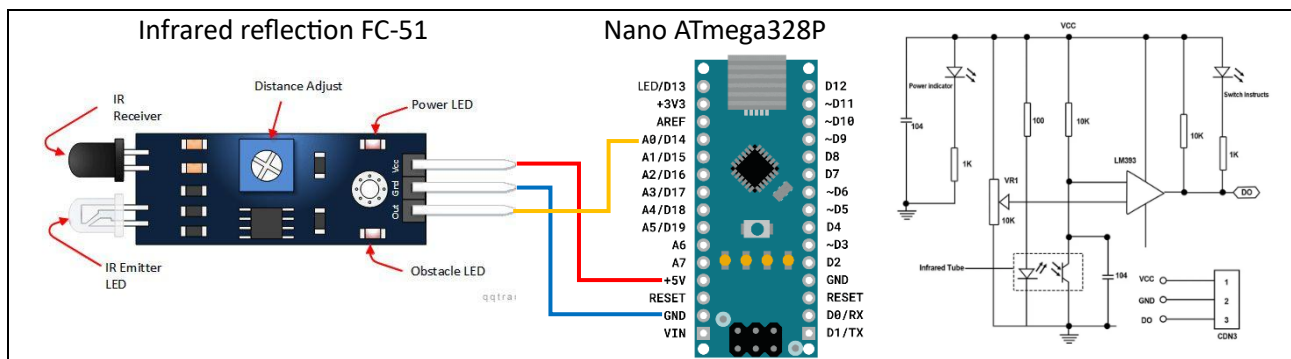 Infrared reflection FC-51
Nano ATmega328P
IR
Receiver
Distance Adjust
Power LED
Vcc
Gnd
Out
IR Emitter
LED
Obstacle LED
qqtrai
LED/D13
+3V3
AREF
A0/D14
A1/D15
A2/D16
A3/D17
A4/D18
A5/D19
A6
A7
+5V
RESET
GND
VIN
D12
~D11
~D10
~D9
D8
D7
~D6
~D5
D4
~D3
D2
GND
RESET
D0/RX
D1/TX
VCC
Power indicator
Switch Instructs
104
100
10K
10K
1K
1K
LM393
DO
VR1
10K
Infrared Tube
104
VCC
1
GND
2
DO
3
CDN3